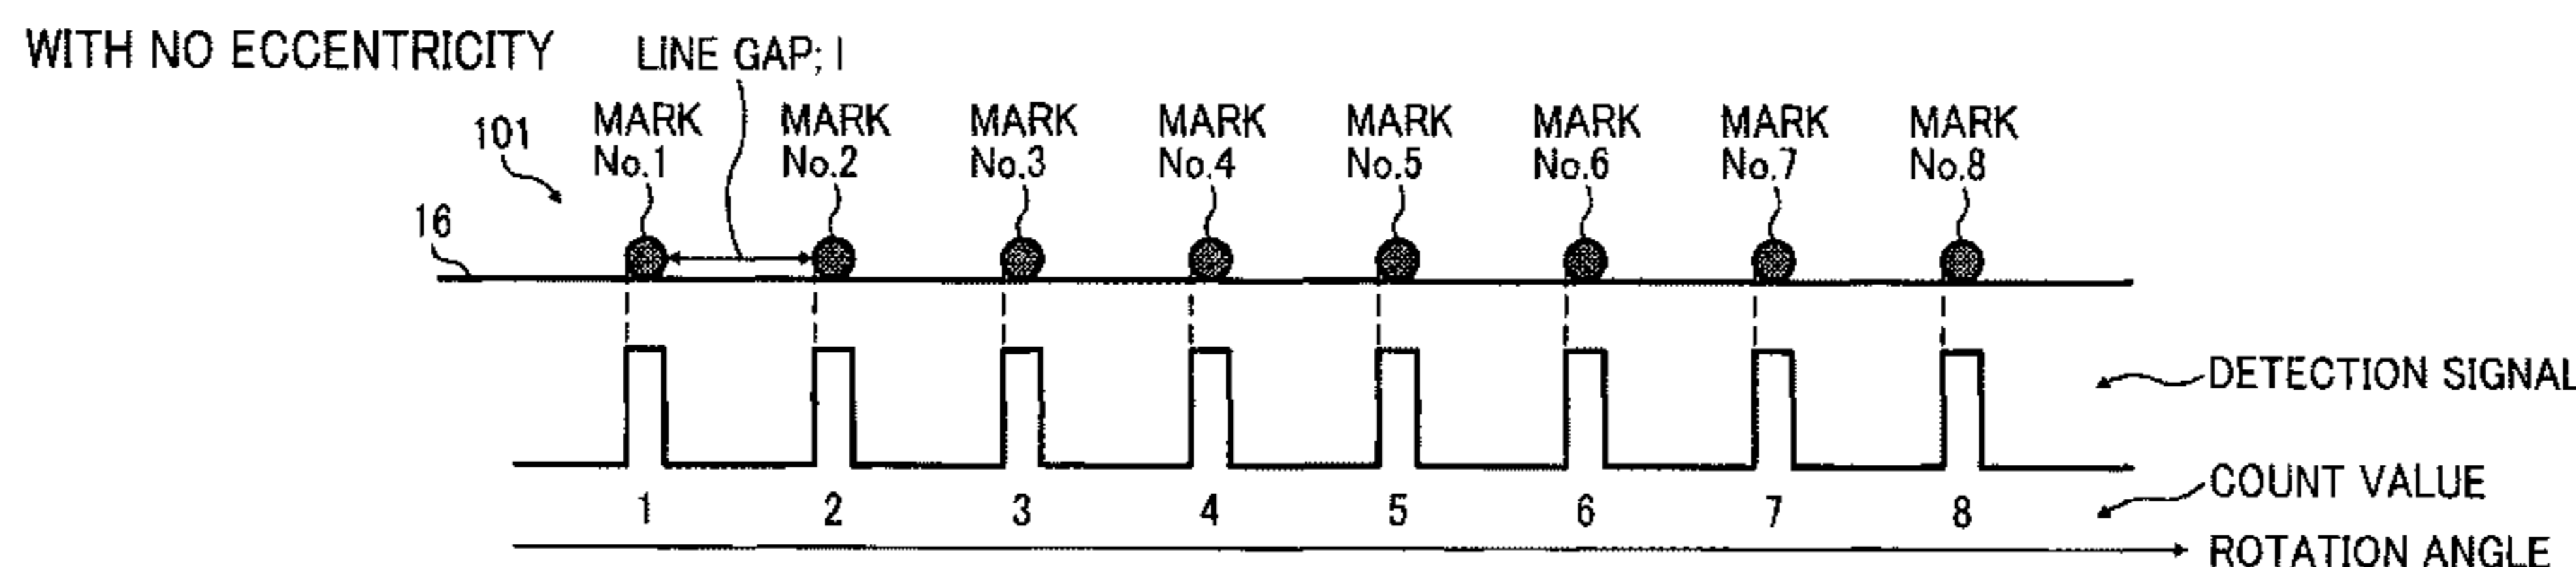 WITH NO ECCENTRICITY
LINE GAP; l
101
MARK No.1
MARK No.2
MARK No.3
MARK No.4
MARK No.5
MARK No.6
MARK No.7
MARK No.8
16
DETECTION SIGNAL
1 2 3 4 5 6 7 8
COUNT VALUE
ROTATION ANGLE